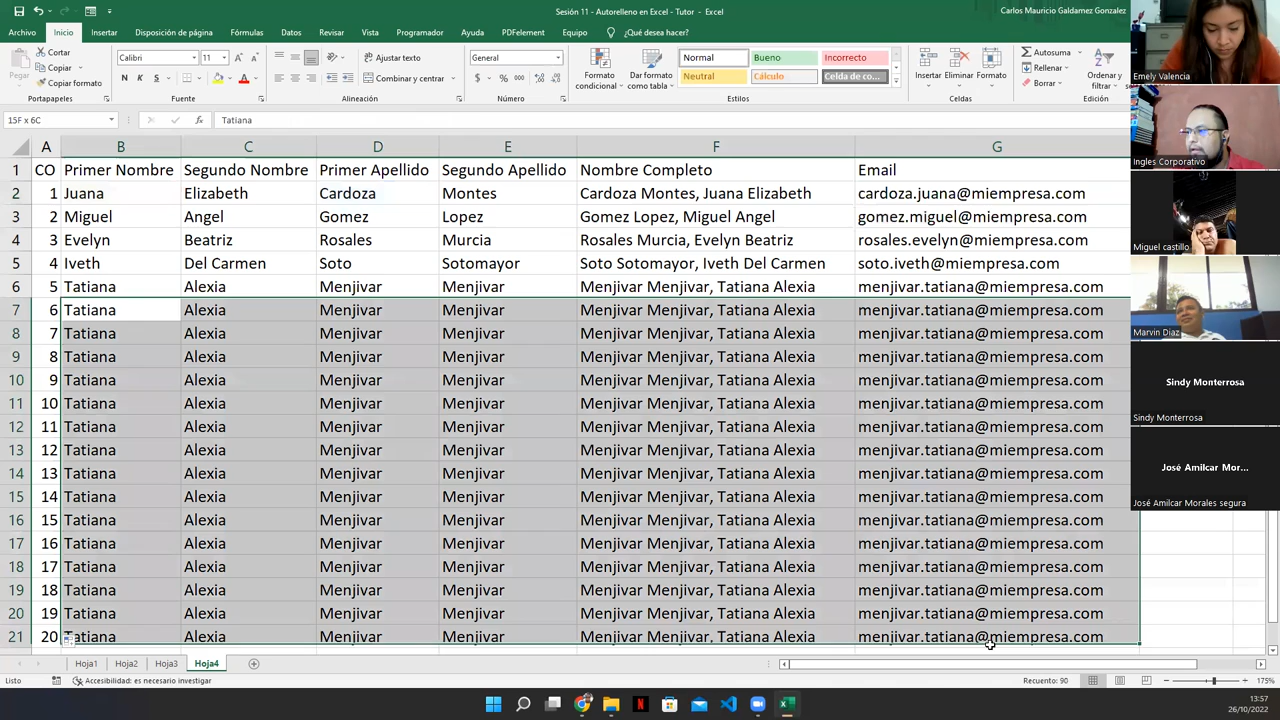 Sesión 11 - Autorelleno en Excel - Tutor - Excel
Carlos Mauricio Galdamez Gonzalez
Archivo Inicio Insertar Disposición de página Fórmulas Datos Revisar Vista Programador Ayuda PDFelement Equipo ¿Qué desea hacer?
Pegar
Cortar
Copiar
Copiar formato
Portapapeles
Calibri 11
N K S
Fuente
Ajustar texto
Combinar y centrar
Alineación
General
$ % 000
Número
Formato condicional
Dar formato como tabla
Normal Bueno Incorrecto
Neutral Cálculo Celda de co...
Estilos
Insertar Eliminar Formato
Celdas
Autosuma
Rellenar
Borrar
Ordenar y filtrar
Edición
15F x 6C
fx Tatiana
A B C D E F G
1 CO Primer Nombre Segundo Nombre Primer Apellido Segundo Apellido Nombre Completo Email
2 1 Juana Elizabeth Cardoza Montes Cardoza Montes, Juana Elizabeth cardoza.juana@miempresa.com
3 2 Miguel Angel Gomez Lopez Gomez Lopez, Miguel Angel gomez.miguel@miempresa.com
4 3 Evelyn Beatriz Rosales Murcia Rosales Murcia, Evelyn Beatriz rosales.evelyn@miempresa.com
5 4 Iveth Del Carmen Soto Sotomayor Soto Sotomayor, Iveth Del Carmen soto.iveth@miempresa.com
6 5 Tatiana Alexia Menjivar Menjivar Menjivar Menjivar, Tatiana Alexia menjivar.tatiana@miempresa.com
7 6 Tatiana Alexia Menjivar Menjivar Menjivar Menjivar, Tatiana Alexia menjivar.tatiana@miempresa.com
8 7 Tatiana Alexia Menjivar Menjivar Menjivar Menjivar, Tatiana Alexia menjivar.tatiana@miempresa.com
9 8 Tatiana Alexia Menjivar Menjivar Menjivar Menjivar, Tatiana Alexia menjivar.tatiana@miempresa.com
10 9 Tatiana Alexia Menjivar Menjivar Menjivar Menjivar, Tatiana Alexia menjivar.tatiana@miempresa.com
11 10 Tatiana Alexia Menjivar Menjivar Menjivar Menjivar, Tatiana Alexia menjivar.tatiana@miempresa.com
12 11 Tatiana Alexia Menjivar Menjivar Menjivar Menjivar, Tatiana Alexia menjivar.tatiana@miempresa.com
13 12 Tatiana Alexia Menjivar Menjivar Menjivar Menjivar, Tatiana Alexia menjivar.tatiana@miempresa.com
14 13 Tatiana Alexia Menjivar Menjivar Menjivar Menjivar, Tatiana Alexia menjivar.tatiana@miempresa.com
15 14 Tatiana Alexia Menjivar Menjivar Menjivar Menjivar, Tatiana Alexia menjivar.tatiana@miempresa.com
16 15 Tatiana Alexia Menjivar Menjivar Menjivar Menjivar, Tatiana Alexia menjivar.tatiana@miempresa.com
17 16 Tatiana Alexia Menjivar Menjivar Menjivar Menjivar, Tatiana Alexia menjivar.tatiana@miempresa.com
18 17 Tatiana Alexia Menjivar Menjivar Menjivar Menjivar, Tatiana Alexia menjivar.tatiana@miempresa.com
19 18 Tatiana Alexia Menjivar Menjivar Menjivar Menjivar, Tatiana Alexia menjivar.tatiana@miempresa.com
20 19 Tatiana Alexia Menjivar Menjivar Menjivar Menjivar, Tatiana Alexia menjivar.tatiana@miempresa.com
21 20 Tatiana Alexia Menjivar Menjivar Menjivar Menjivar, Tatiana Alexia menjivar.tatiana@miempresa.com
Hoja1 Hoja2 Hoja3 Hoja4
Listo Accesibilidad: es necesario investigar Recuento: 90 175%
13:57
26/10/2022
Emely Valencia
Ingles Corporativo
Miguel castillo
Marvin Diaz
Sindy Monterrosa
Sindy Monterrosa
José Amilcar Mor...
José Amilcar Morales segura